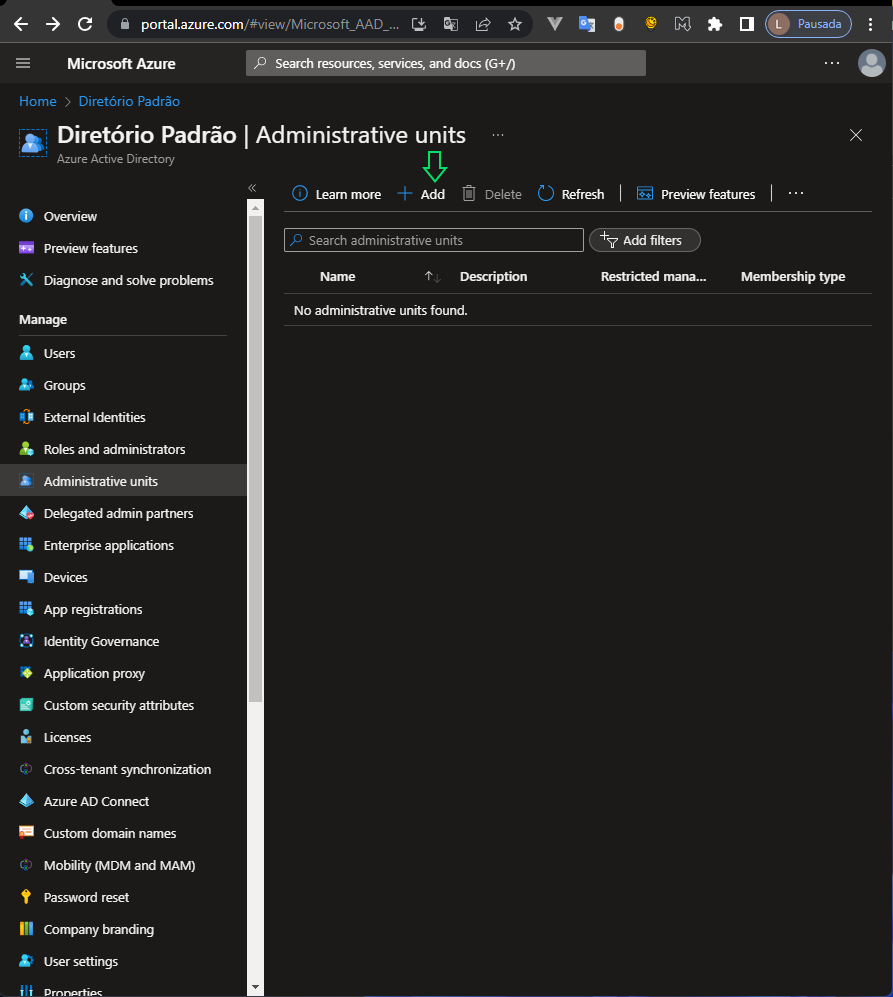 portal.azure.com/#view/Microsoft_AAD_...
Pausada
L
Microsoft Azure
Search resources, services, and docs (G+/)
Home > Diretório Padrão
Diretório Padrão | Administrative units
Azure Active Directory
Learn more
Add
Delete
Refresh
Preview features
Search administrative units
Add filters
Name
Description
Restricted mana...
Membership type
No administrative units found.
Overview
Preview features
Diagnose and solve problems
Manage
Users
Groups
External Identities
Roles and administrators
Administrative units
Delegated admin partners
Enterprise applications
Devices
App registrations
Identity Governance
Application proxy
Custom security attributes
Licenses
Cross-tenant synchronization
Azure AD Connect
Custom domain names
Mobility (MDM and MAM)
Password reset
Company branding
User settings
Properties